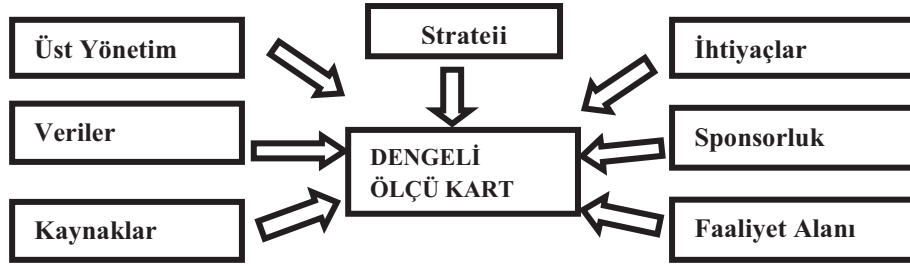 Üst Yönetim
Strateii
İhtiyaçlar
Veriler
DENGELİ
ÖLÇÜ KART
Sponsorluk
Kaynaklar
Faaliyet Alanı